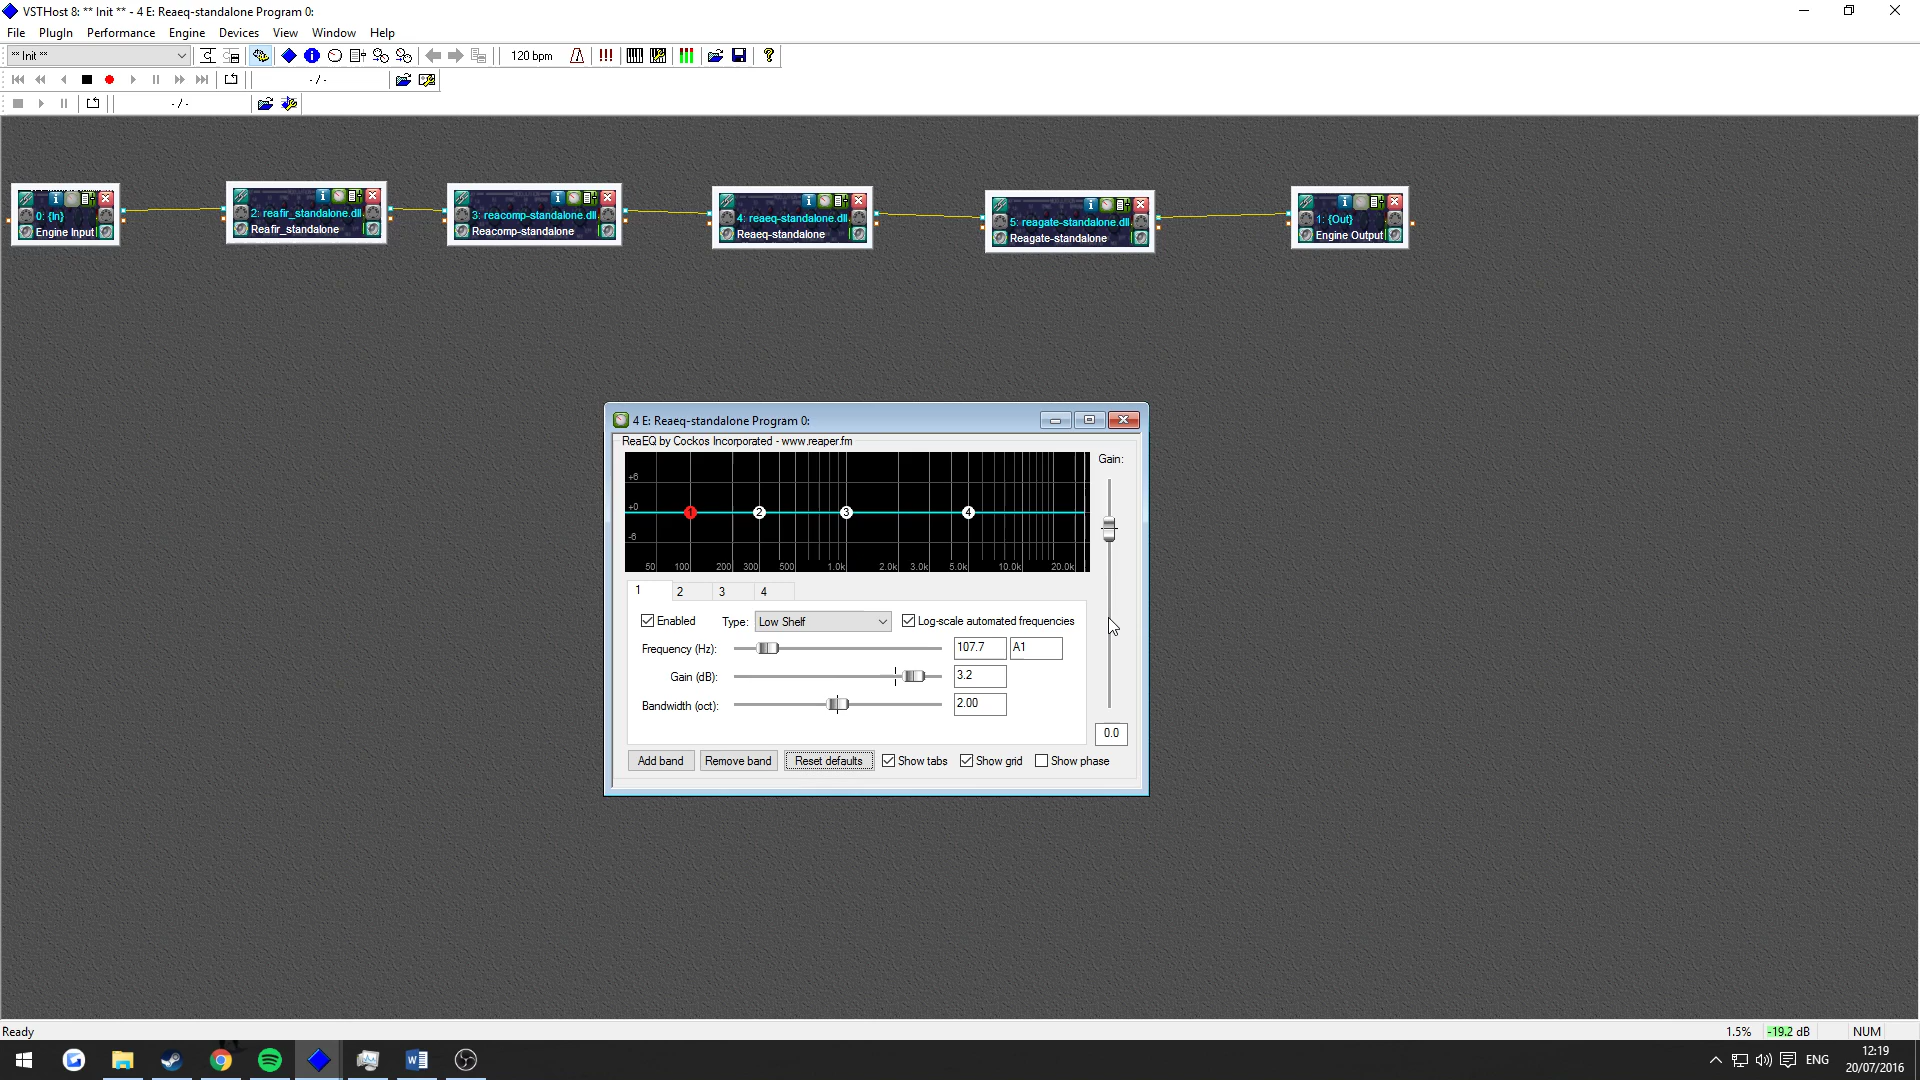 VSTHost 8: ** Init ** - 4 E: Reaeq-standalone Program 0:
File PlugIn Performance Engine Devices View Window Help
** Init ** 120 bpm
- / -
- / -
0: {In}
Engine Input
2: reafir_standalone.dll
Reafir_standalone
3: reacomp-standalone.dll
Reacomp-standalone
4: reaeq-standalone.dll
Reaeq-standalone
5: reagate-standalone.dll
Reagate-standalone
1: {Out}
Engine Output
4 E: Reaeq-standalone Program 0:
ReaEQ by Cockos Incorporated - www.reaper.fm
Gain:
+6
+0
-6
1 2 3 4
50 100 200 300 500 1.0k 2.0k 3.0k 5.0k 10.0k 20.0k
1 2 3 4
Enabled Type: Low Shelf Log-scale automated frequencies
Frequency (Hz): 107.7 A1
Gain (dB): 3.2
Bandwidth (oct): 2.00
0.0
Add band Remove band Reset defaults Show tabs Show grid Show phase
Ready 1.5% -19.2 dB NUM
ENG
12:19
20/07/2016